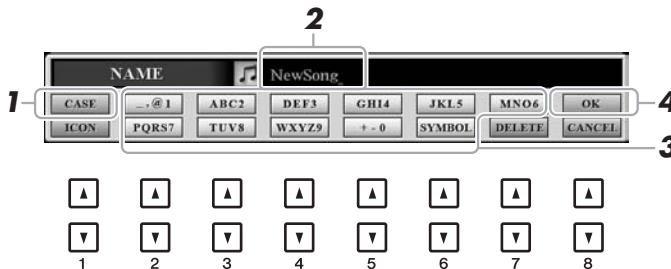 2
NAME NewSong_
1 CASE _.,@1 ABC2 DEF3 GHI4 JKL5 MNO6 OK 4
ICON PQRS7 TUV8 WXYZ9 + - 0 SYMBOL DELETE CANCEL
3
1 2 3 4 5 6 7 8